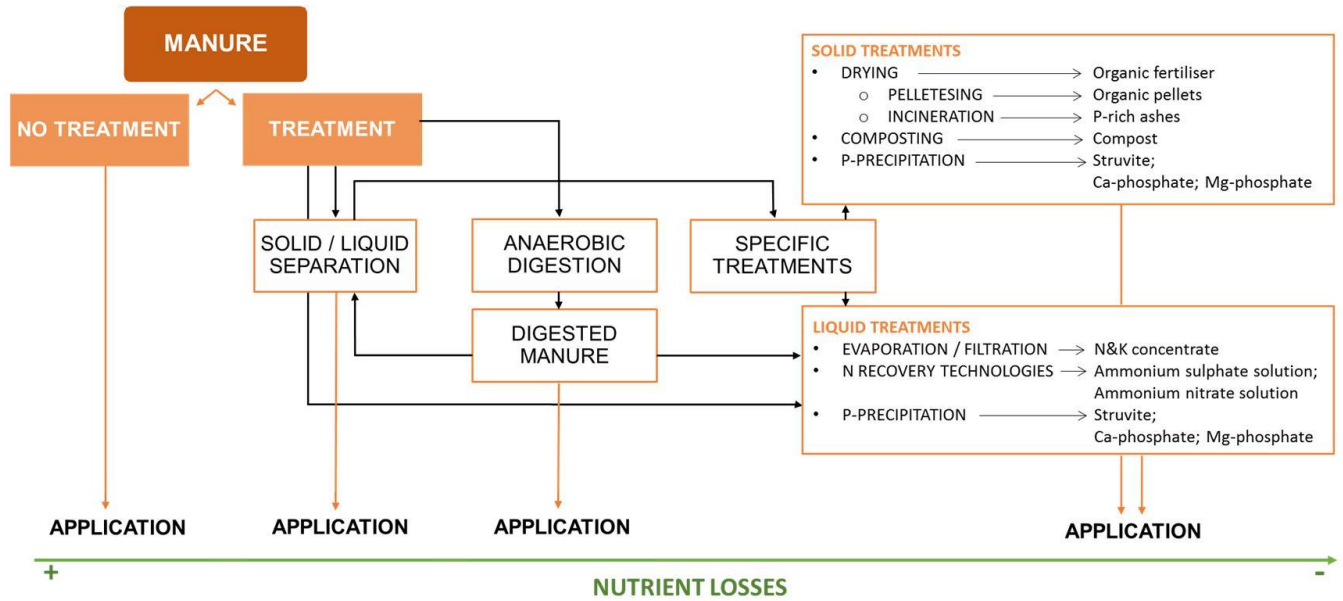 MANURE
NO TREATMENT
TREATMENT
SOLID / LIQUID
SEPARATION
ANAEROBIC
DIGESTION
SPECIFIC
TREATMENTS
DIGESTED
MANURE
SOLID TREATMENTS
• DRYING Organic fertiliser
o PELLETESING Organic pellets
o INCINERATION P-rich ashes
• COMPOSTING Compost
• P-PRECIPITATION Struvite;
Ca-phosphate; Mg-phosphate
LIQUID TREATMENTS
• EVAPORATION / FILTRATION N&K concentrate
• N RECOVERY TECHNOLOGIES Ammonium sulphate solution;
Ammonium nitrate solution
• P-PRECIPITATION Struvite;
Ca-phosphate; Mg-phosphate
APPLICATION
APPLICATION
APPLICATION
APPLICATION
+ -
NUTRIENT LOSSES